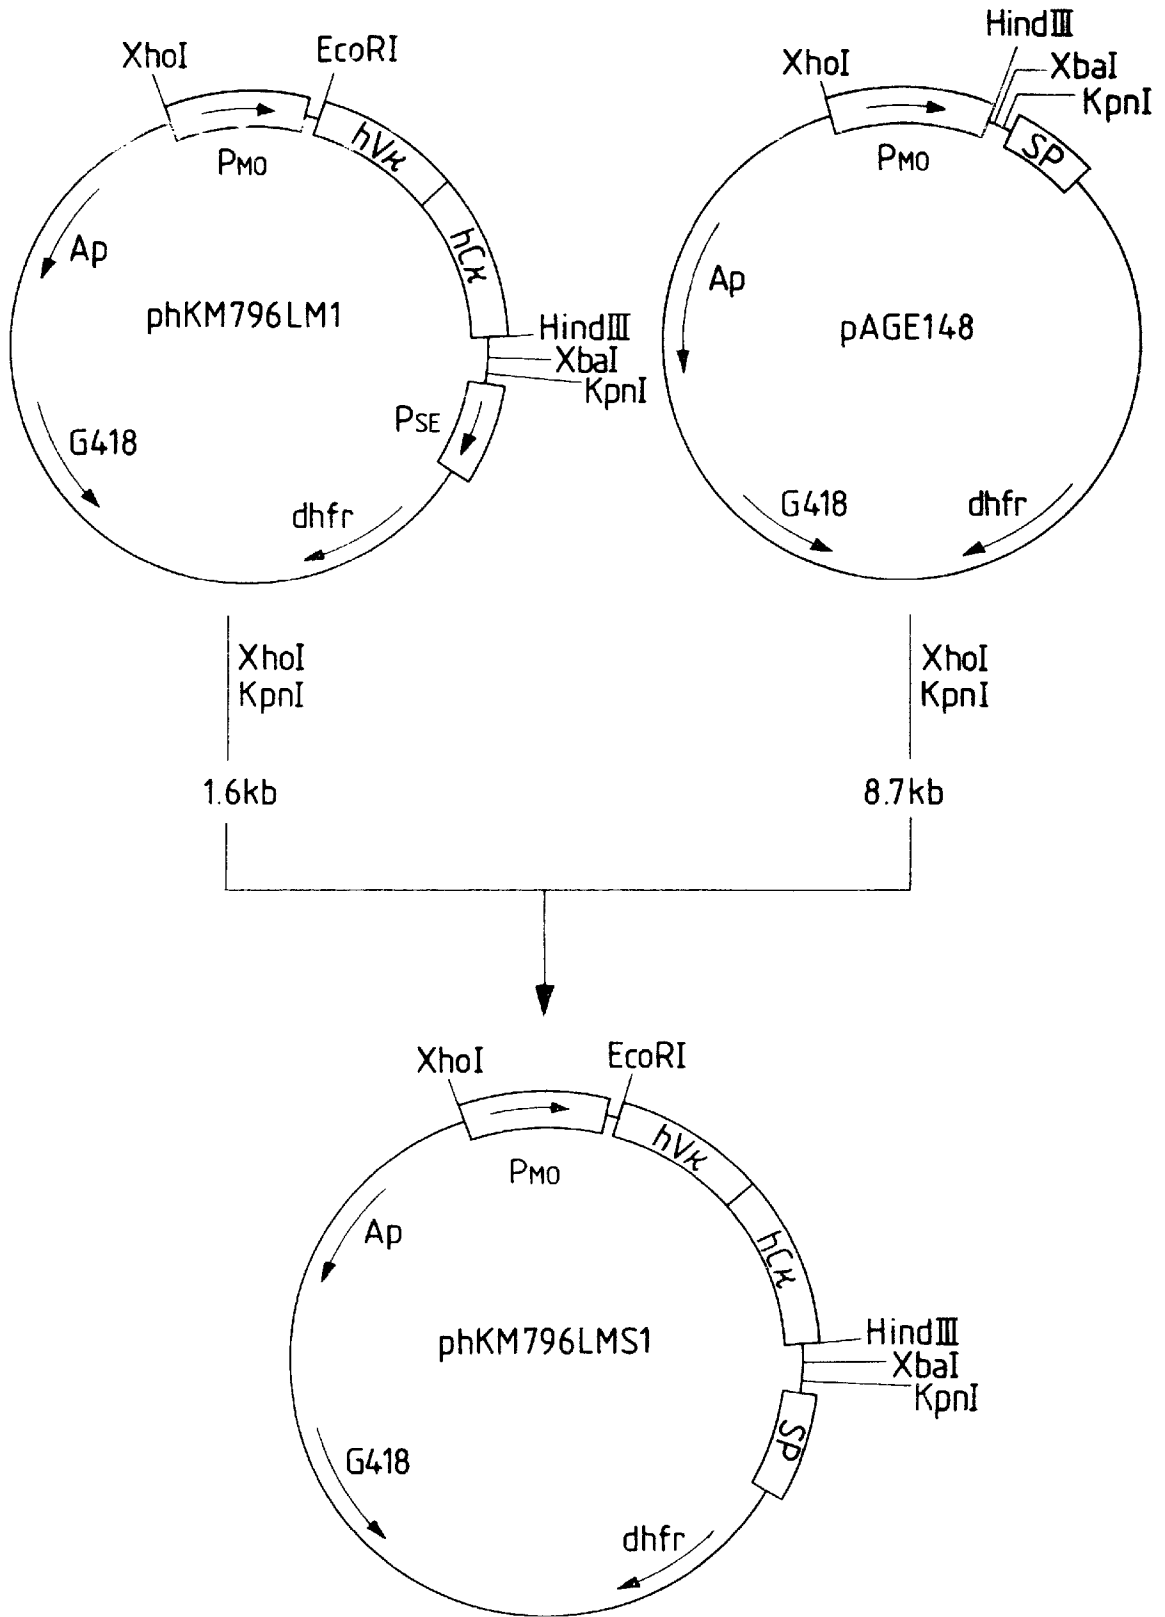 XhoI
EcoRI
PMO
hVκ
hCκ
Ap
phKM796LM1
HindIII
XbaI
KpnI
PSE
G418
dhfr
XhoI
HindIII
XbaI
KpnI
PMO
SP
Ap
pAGE148
G418
dhfr
XhoI
KpnI
XhoI
KpnI
1.6kb
8.7kb
XhoI
EcoRI
PMO
hVκ
hCκ
Ap
phKM796LMS1
HindIII
XbaI
KpnI
SP
G418
dhfr